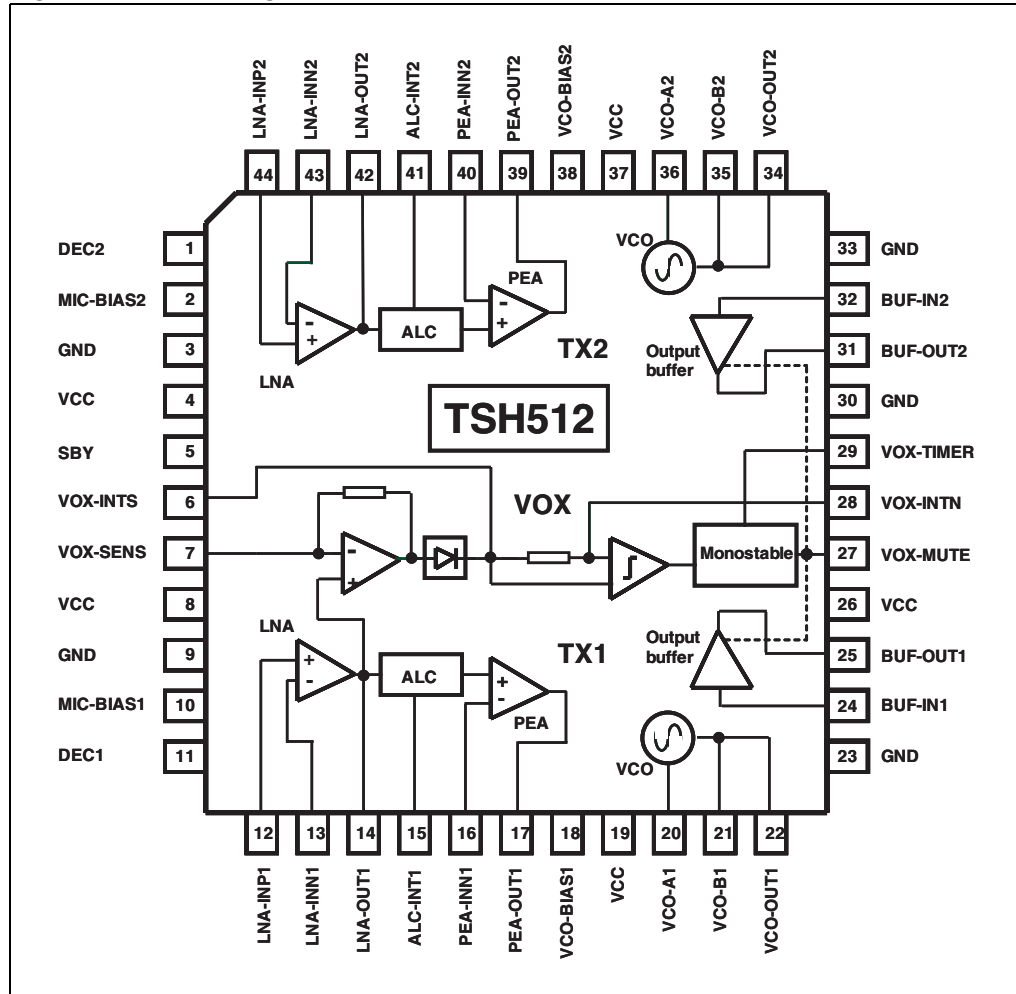 LNA-INP2
LNA-INN2
LNA-OUT2
ALC-INT2
PEA-INN2
PEA-OUT2
VCO-BIAS2
VCC
VCO-A2
VCO-B2
VCO-OUT2
44
43
42
41
40
39
38
37
36
35
34
DEC2
1
MIC-BIAS2
2
GND
3
VCC
4
SBY
5
VOX-INTS
6
VOX-SENS
7
VCC
8
GND
9
MIC-BIAS1
10
DEC1
11
VCO
PEA
-
+
-
+
ALC
LNA
TX2
Output
buffer
TSH512
VOX
-
+
Monostable
LNA
+
-
ALC
+
-
PEA
TX1
Output
buffer
VCO
33
GND
32
BUF-IN2
31
BUF-OUT2
30
GND
29
VOX-TIMER
28
VOX-INTN
27
VOX-MUTE
26
VCC
25
BUF-OUT1
24
BUF-IN1
23
GND
12
13
14
15
16
17
18
19
20
21
22
LNA-INP1
LNA-INN1
LNA-OUT1
ALC-INT1
PEA-INN1
PEA-OUT1
VCO-BIAS1
VCC
VCO-A1
VCO-B1
VCO-OUT1